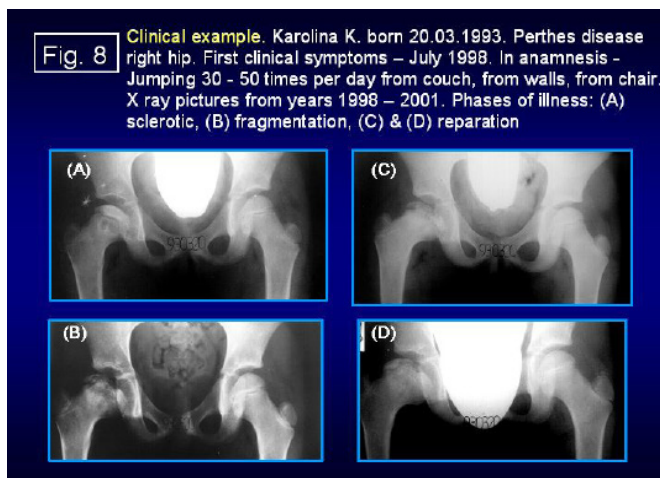 Fig. 8
Clinical example. Karolina K. born 20.03.1993. Perthes disease
right hip. First clinical symptoms – July 1998. In anamnesis -
Jumping 30 - 50 times per day from couch, from walls, from chair.
X ray pictures from years 1998 – 2001. Phases of illness: (A)
sclerotic, (B) fragmentation, (C) & (D) reparation
(A)
930320
(C)
(B)
(D)
930320